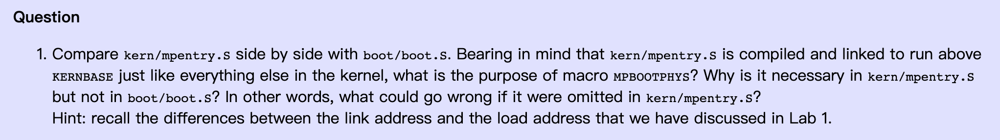 Question
1. Compare kern/mpentry.S side by side with boot/boot.S. Bearing in mind that kern/mpentry.S is compiled and linked to run above
KERNBASE just like everything else in the kernel, what is the purpose of macro MPBOOTPHYS? Why is it necessary in kern/mpentry.S
but not in boot/boot.S? In other words, what could go wrong if it were omitted in kern/mpentry.S?
Hint: recall the differences between the link address and the load address that we have discussed in Lab 1.